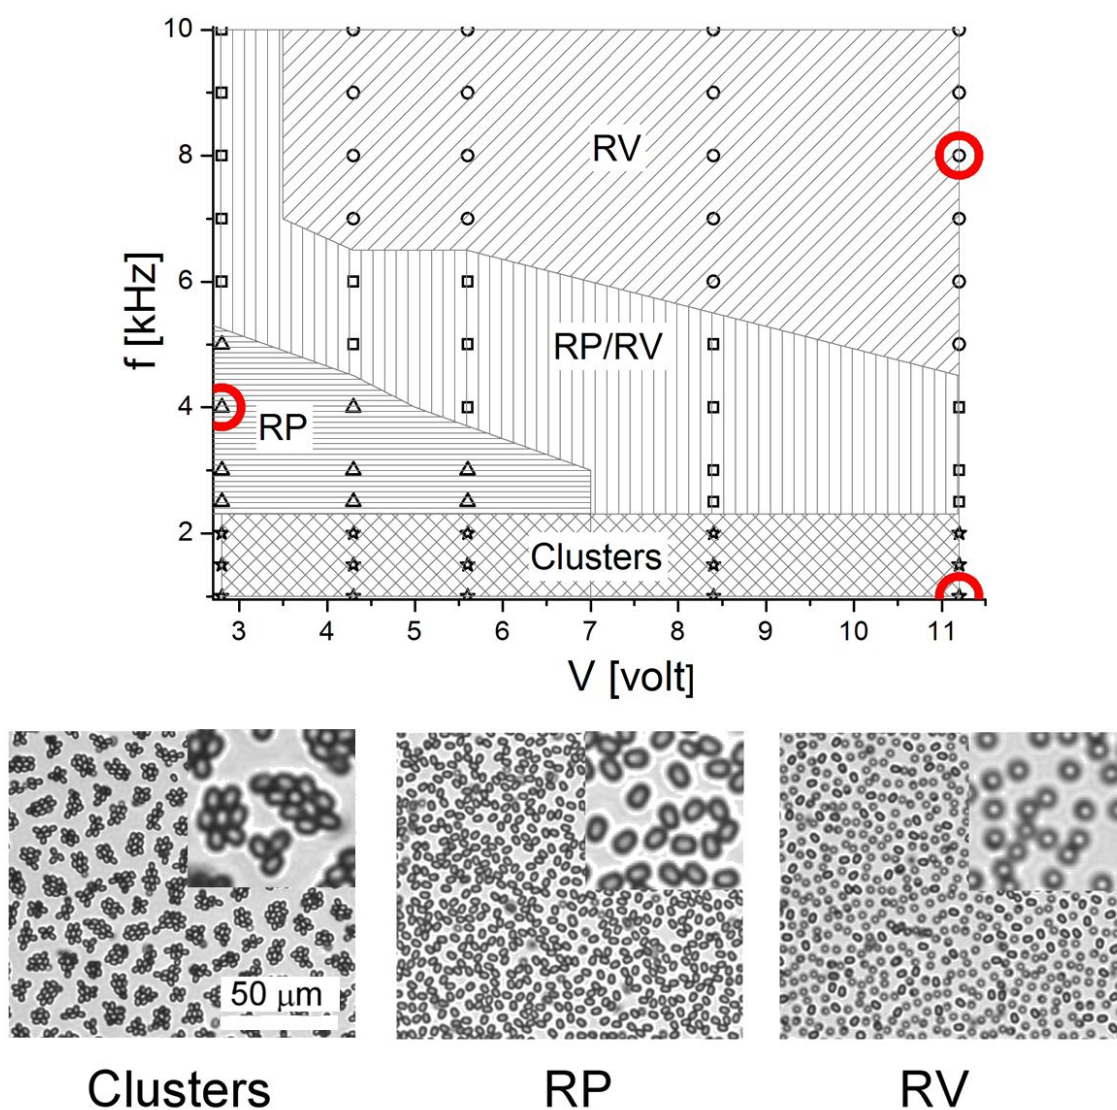 10
8
6
4
2
f [kHz]
RV
RP/RV
RP
Clusters
3 4 5 6 7 8 9 10 11
V [volt]
50 μm
Clusters RP RV